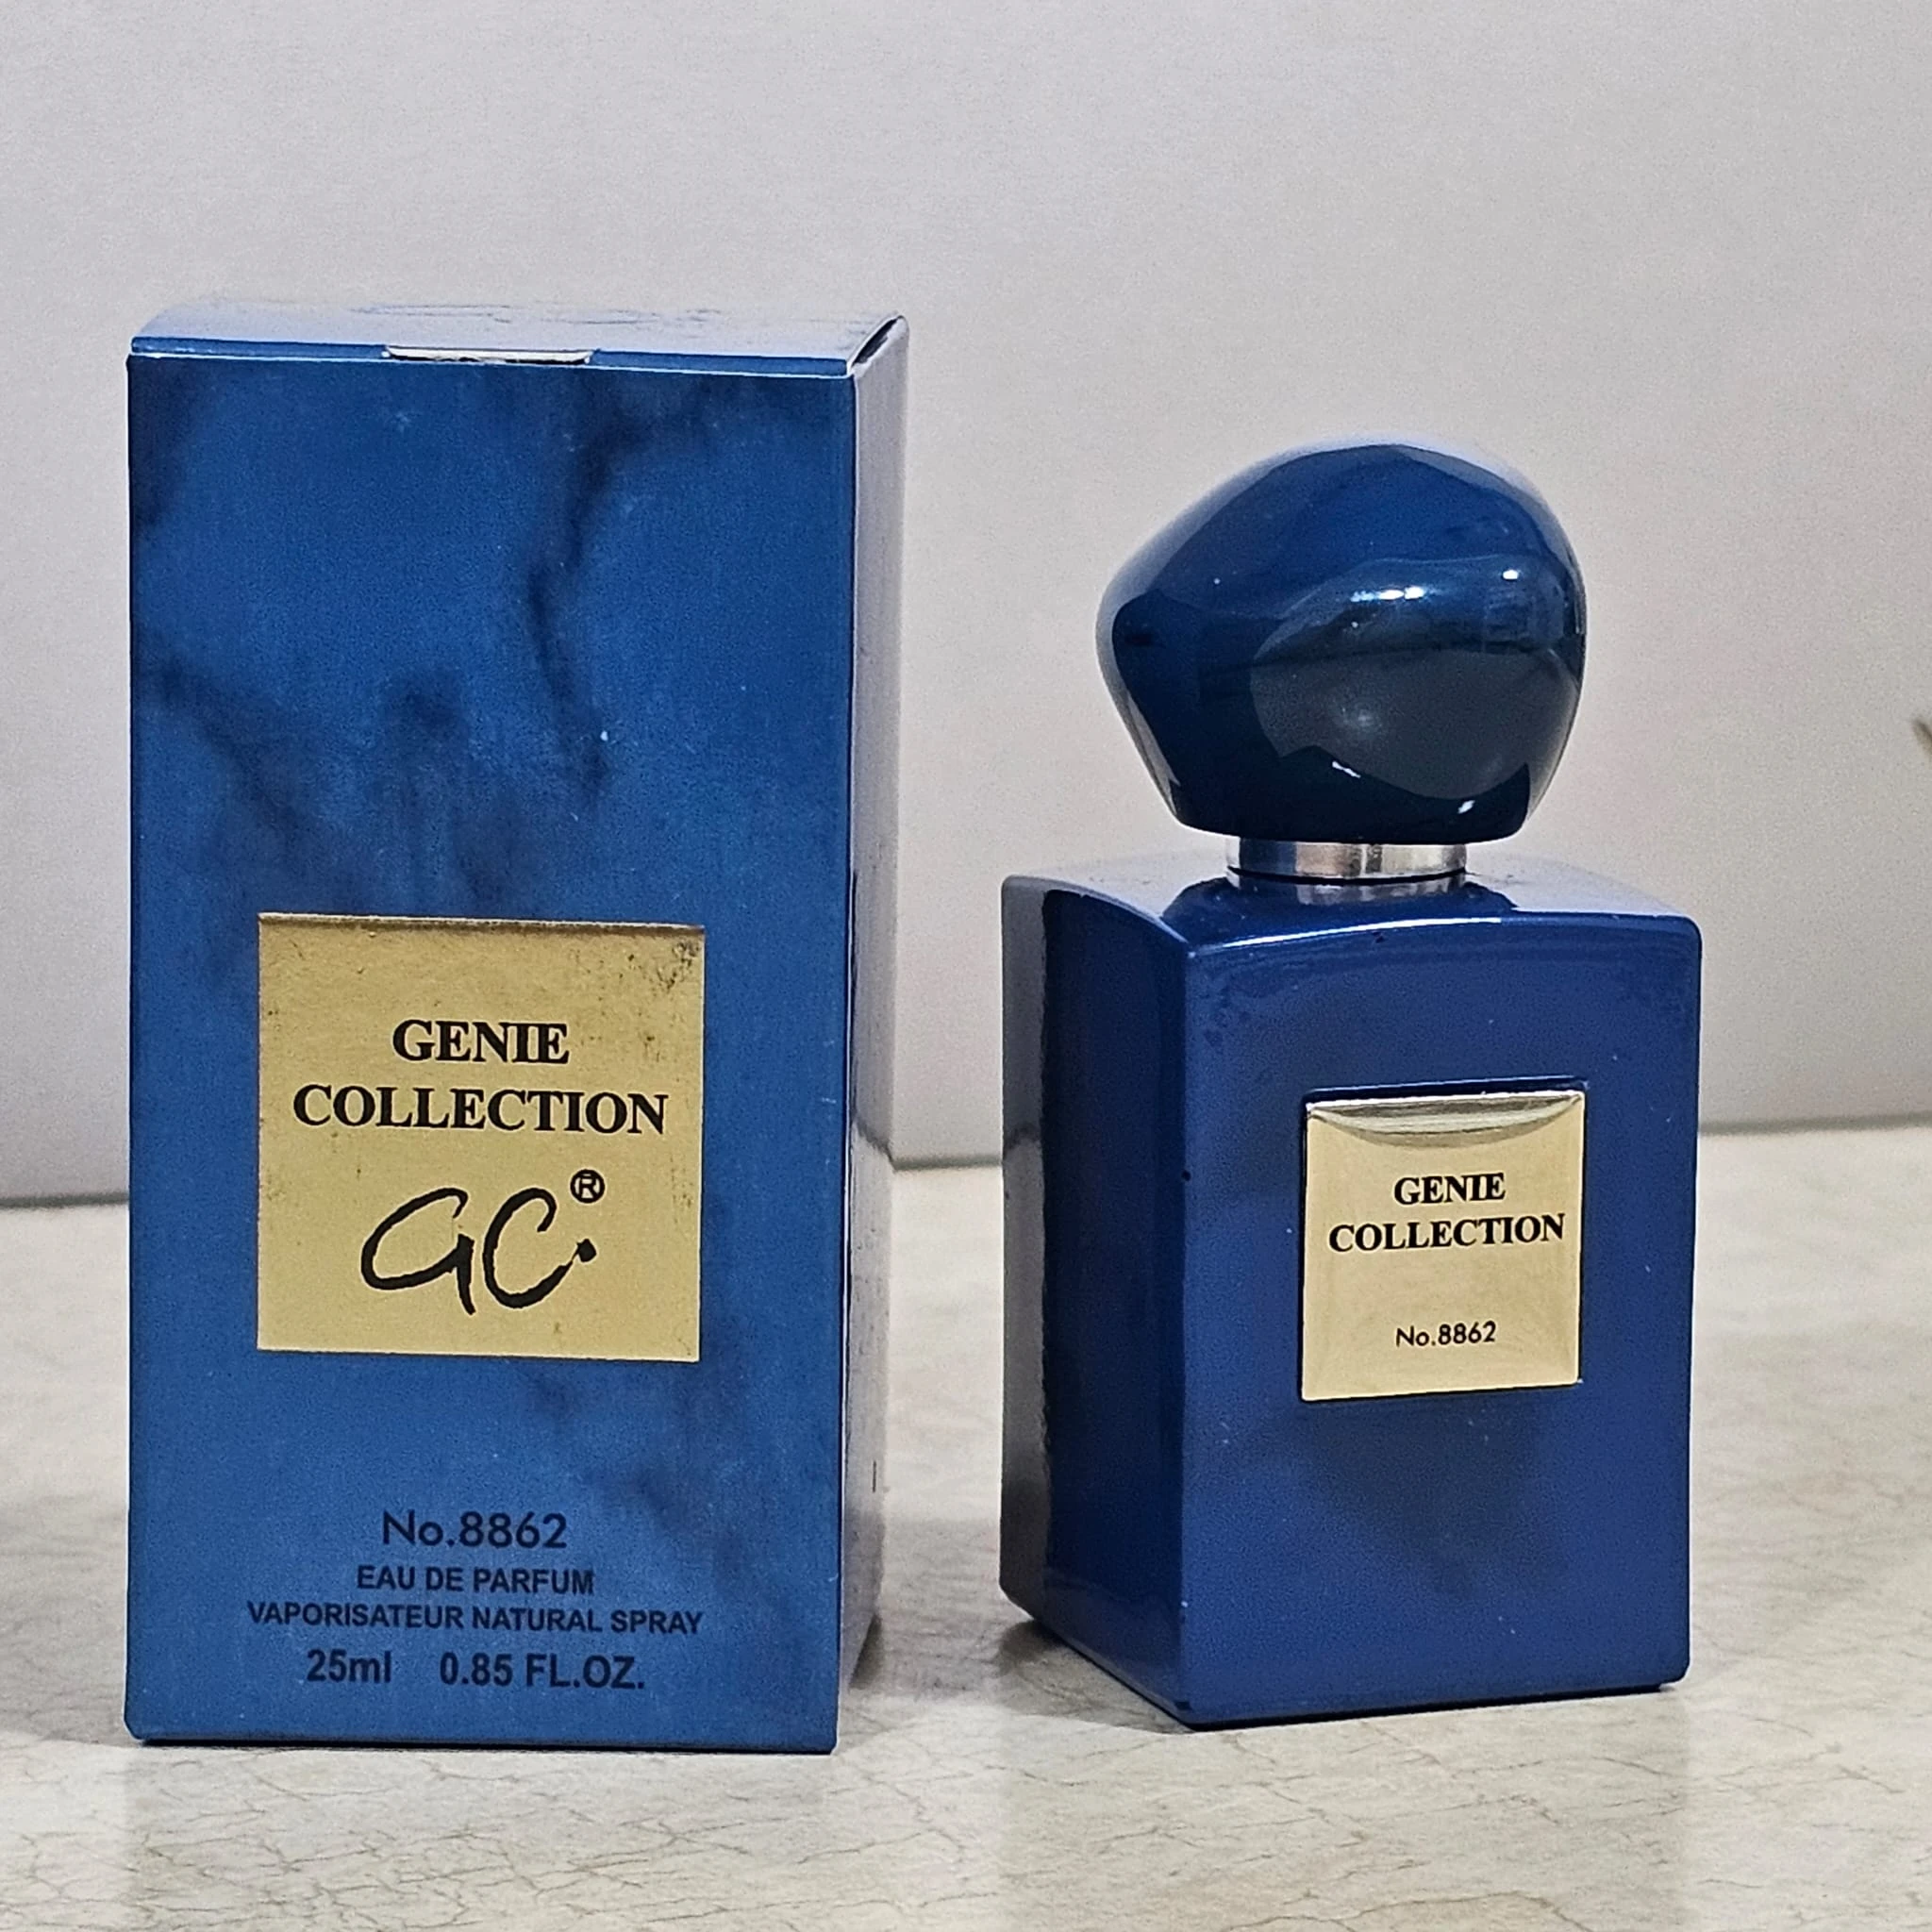 GENIE
COLLECTION
GC®
No.8862
EAU DE PARFUM
VAPORISATEUR NATURAL SPRAY
25ml 0.85 FL.OZ.
GENIE
COLLECTION
No.8862